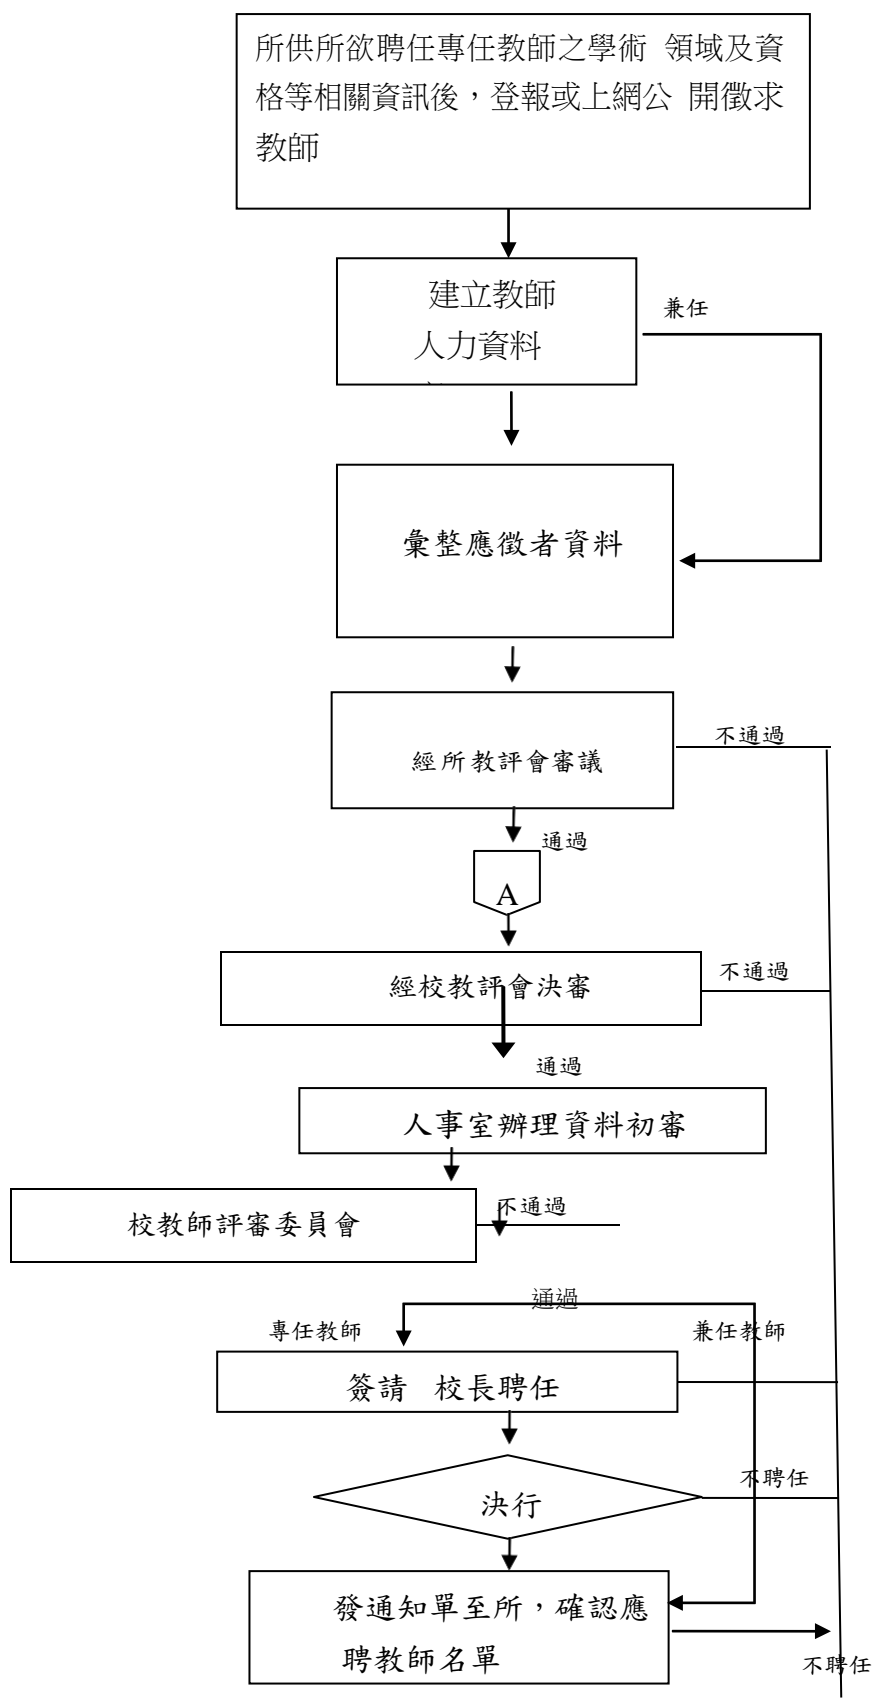 所供所欲聘任專任教師之學術 領域及資
格等相關資訊後，登報或上網公 開徵求
教師
建立教師
人力資料
兼任
彙整應徵者資料
經所教評會審議
不通過
通過
A
經校教評會決審
不通過
通過
人事室辦理資料初審
校教師評審委員會
不通過
通過
專任教師
兼任教師
簽請 校長聘任
決行
不聘任
發通知單至所，確認應
聘教師名單
不聘任